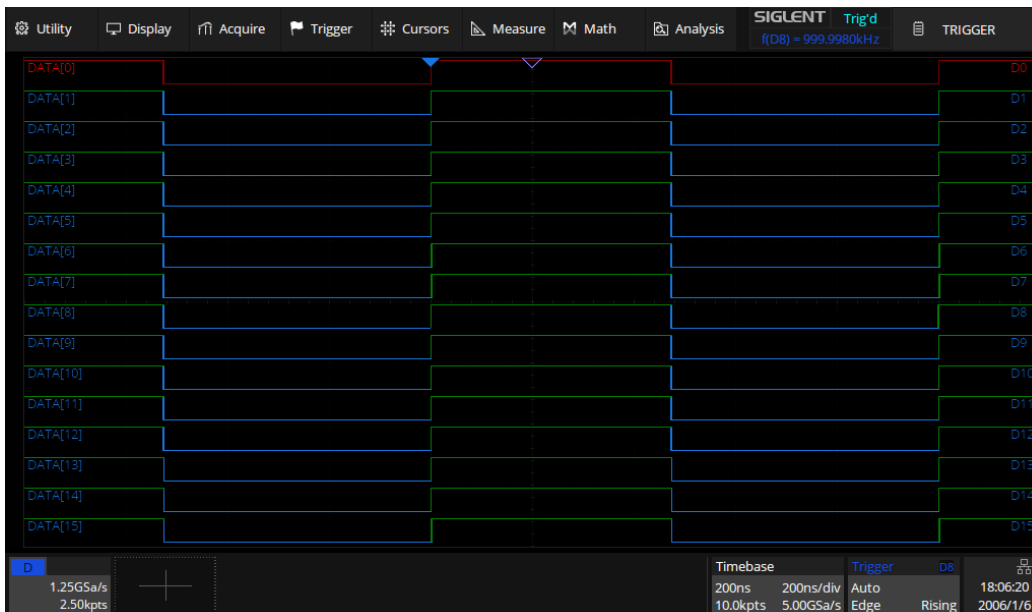 Utility Display Acquire Trigger Cursors Measure Math Analysis SIGLENT Trig'd TRIGGER
f(D8) = 999.9980kHz
DATA[0] D0
DATA[1] D1
DATA[2] D2
DATA[3] D3
DATA[4] D4
DATA[5] D5
DATA[6] D6
DATA[7] D7
DATA[8] D8
DATA[9] D9
DATA[10] D10
DATA[11] D11
DATA[12] D12
DATA[13] D13
DATA[14] D14
DATA[15] D15
D Timebase Trigger D8
1.25GSa/s 200ns 200ns/div Auto 18:06:20
2.50kpts 10.0kpts 5.00GSa/s Edge Rising 2006/1/6